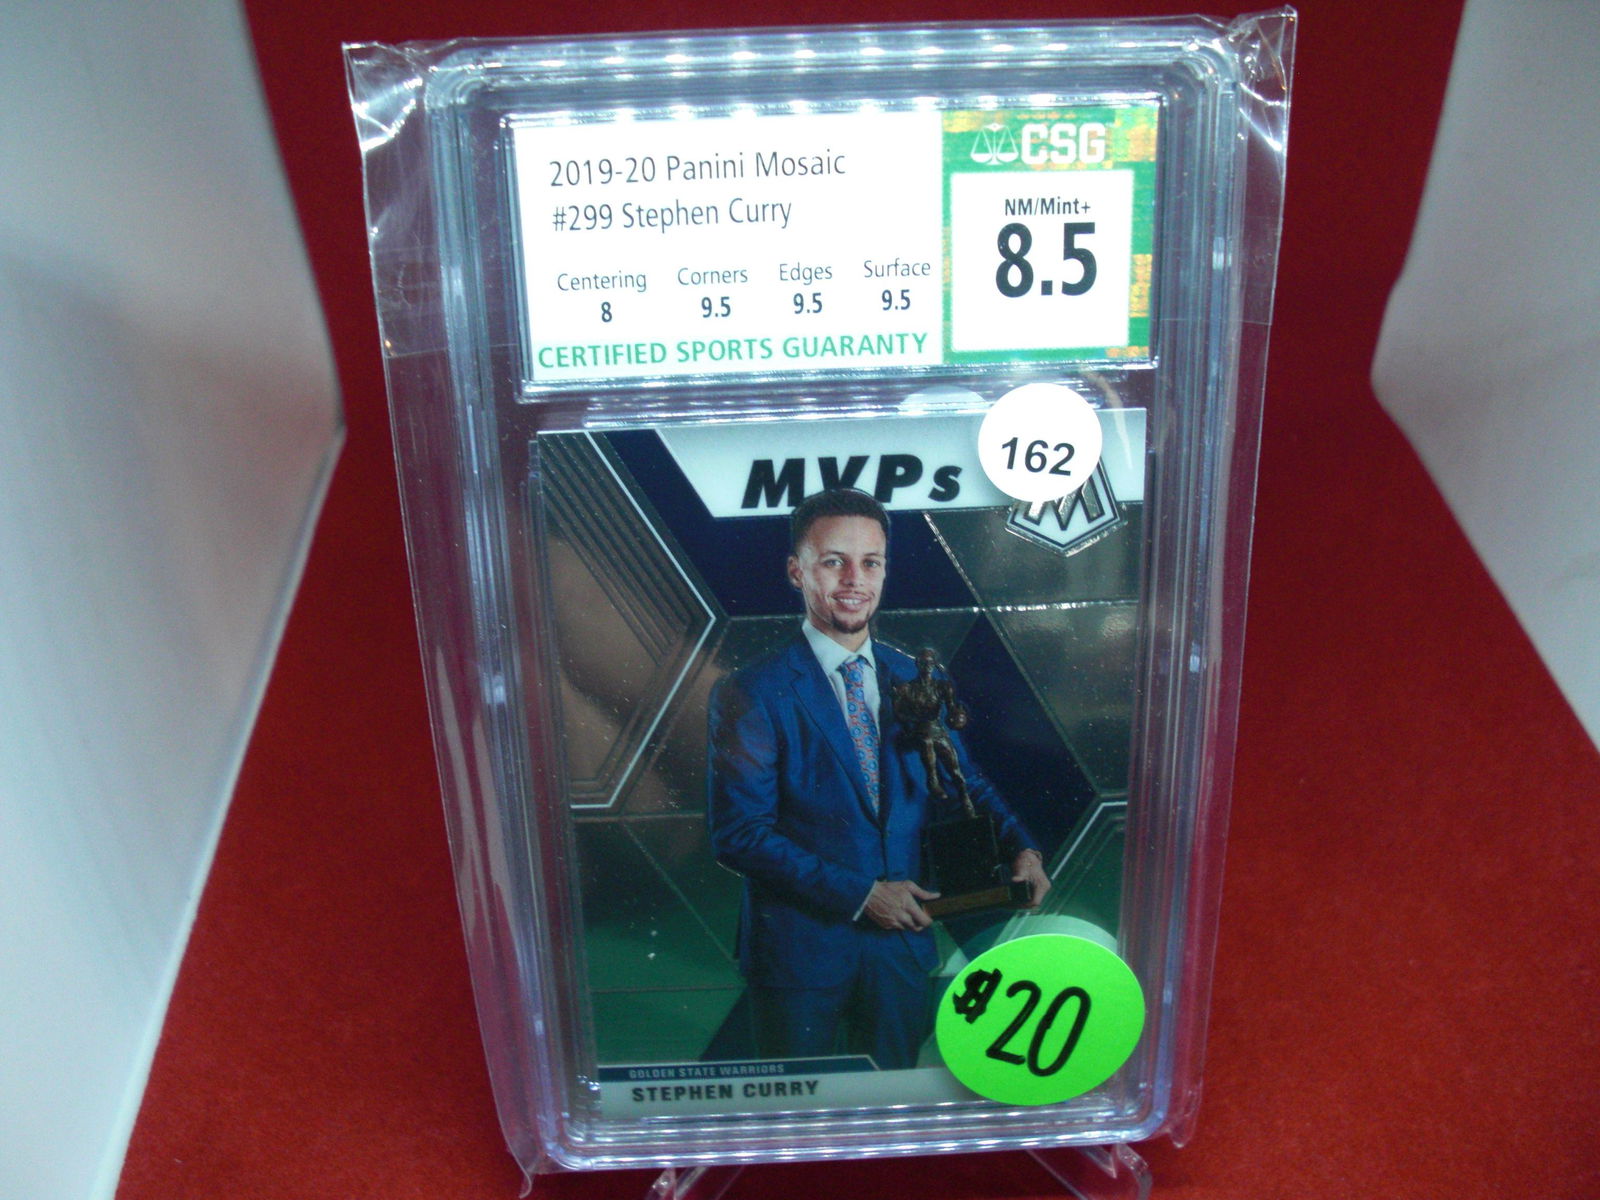 2019-20 Panini Mosaic
#299 Stephen Curry
Centering Corners Edges Surface
8 9.5 9.5 9.5
CERTIFIED SPORTS GUARANTY
CSG
NM/Mint+
8.5
162
MVPs
M
$20
GOLDEN STATE WARRIORS
STEPHEN CURRY